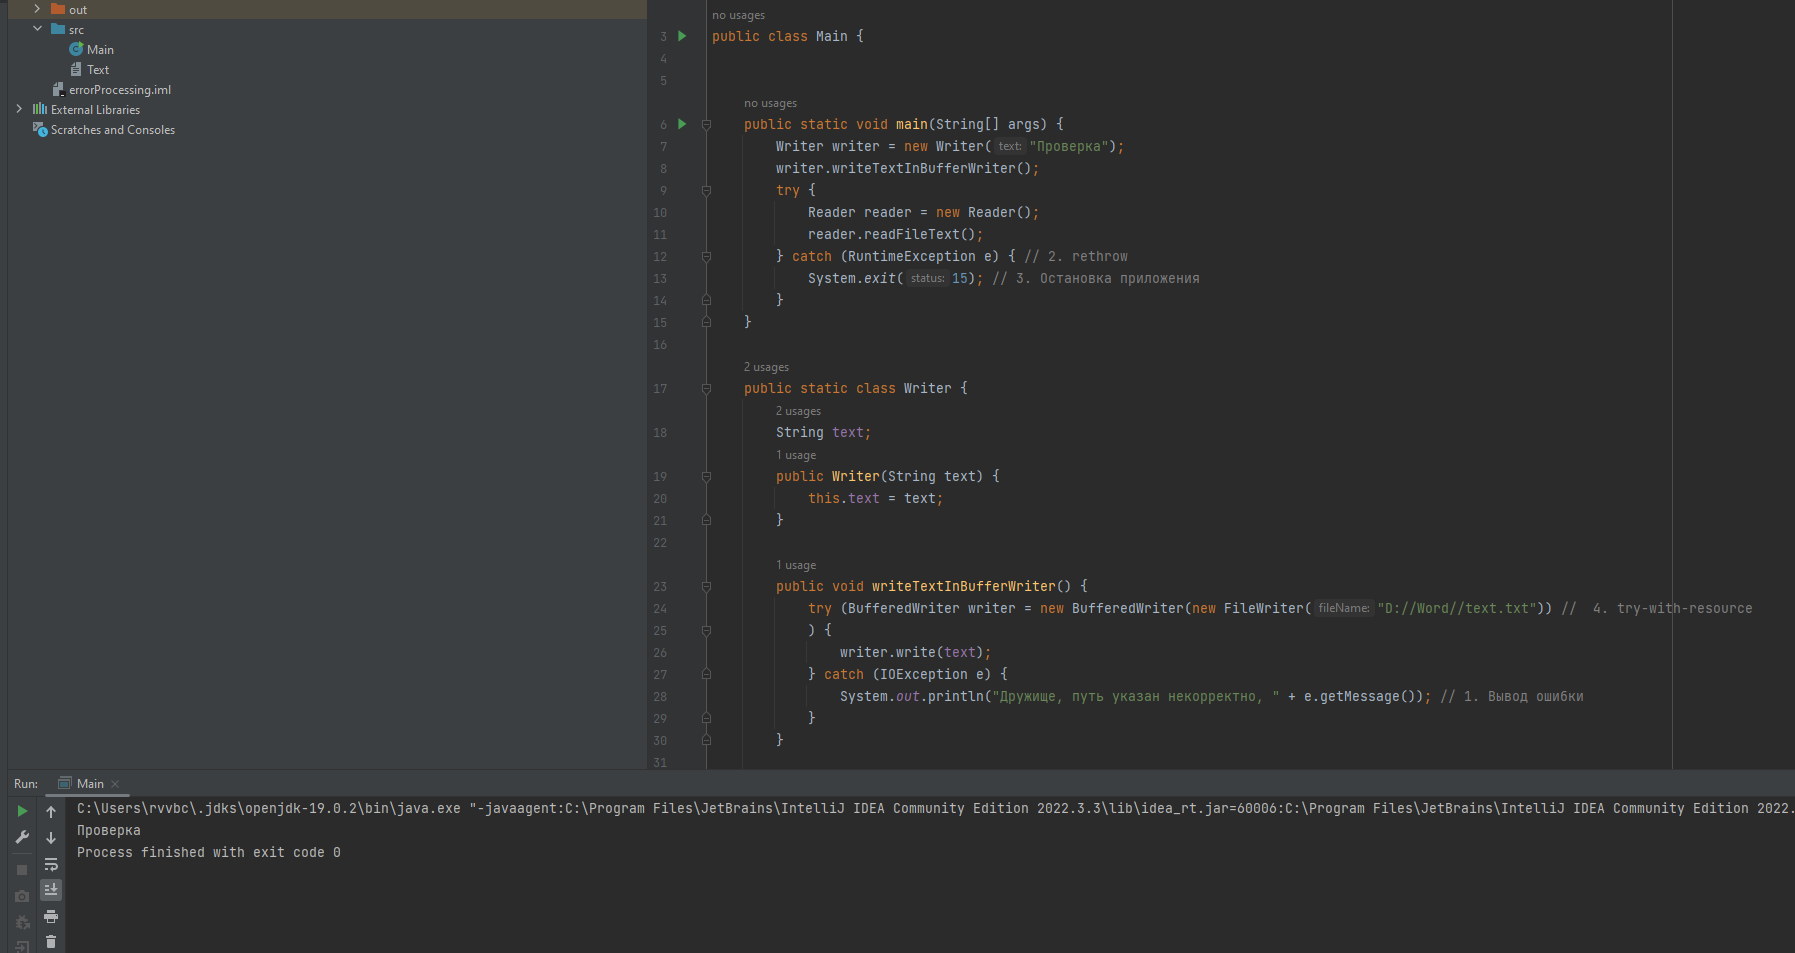 out
src
Main
Text
errorProcessing.iml
External Libraries
Scratches and Consoles
no usages
3 public class Main {
4
5
no usages
6 public static void main(String[] args) {
7 Writer writer = new Writer( text: "Проверка");
8 writer.writeTextInBufferWriter();
9 try {
10 Reader reader = new Reader();
11 reader.readFileText();
12 } catch (RuntimeException e) { // 2. rethrow
13 System.exit( status: 15); // 3. Остановка приложения
14 }
15 }
16
2 usages
17 public static class Writer {
2 usages
18 String text;
1 usage
19 public Writer(String text) {
20 this.text = text;
21 }
22
1 usage
23 public void writeTextInBufferWriter() {
24 try (BufferedWriter writer = new BufferedWriter(new FileWriter( fileName: "D://Word//text.txt")) //  4. try-with-resource
25 ) {
26 writer.write(text);
27 } catch (IOException e) {
28 System.out.println("Дружище, путь указан некорректно, " + e.getMessage()); // 1. Вывод ошибки
29 }
30 }
31
Run: Main
C:\Users\rvvbc\.jdks\openjdk-19.0.2\bin\java.exe "-javaagent:C:\Program Files\JetBrains\IntelliJ IDEA Community Edition 2022.3.3\lib\idea_rt.jar=60006:C:\Program Files\JetBrains\IntelliJ IDEA Community Edition 2022.
Проверка
Process finished with exit code 0